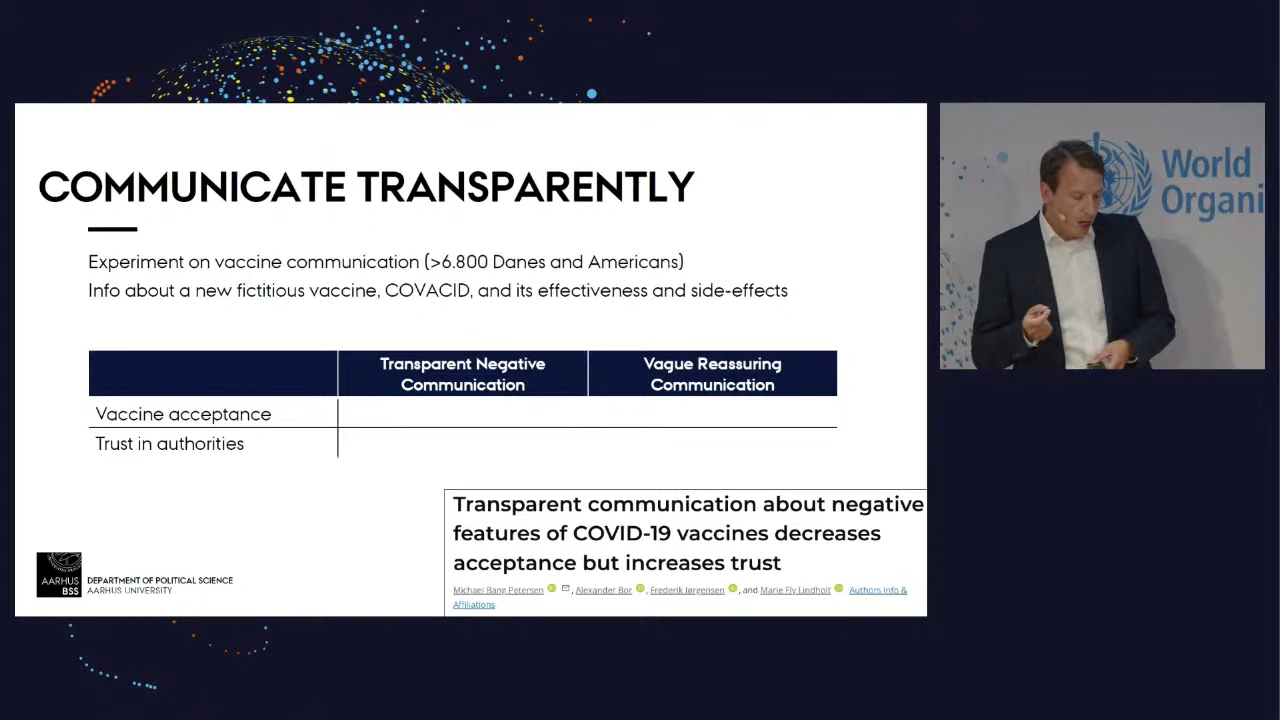 COMMUNICATE TRANSPARENTLY
Experiment on vaccine communication (>6.800 Danes and Americans)
Info about a new fictitious vaccine, COVACID, and its effectiveness and side-effects
Transparent Negative
Communication
Vague Reassuring
Communication
Vaccine acceptance
Trust in authorities
Transparent communication about negative
features of COVID-19 vaccines decreases
acceptance but increases trust
Michael Bang Petersen, Alexander Bor, Frederik Jørgensen, and Marie Fly Lindholt Authors Info &
Affiliations
AARHUS
BSS
DEPARTMENT OF POLITICAL SCIENCE
AARHUS UNIVERSITY
World
Organi